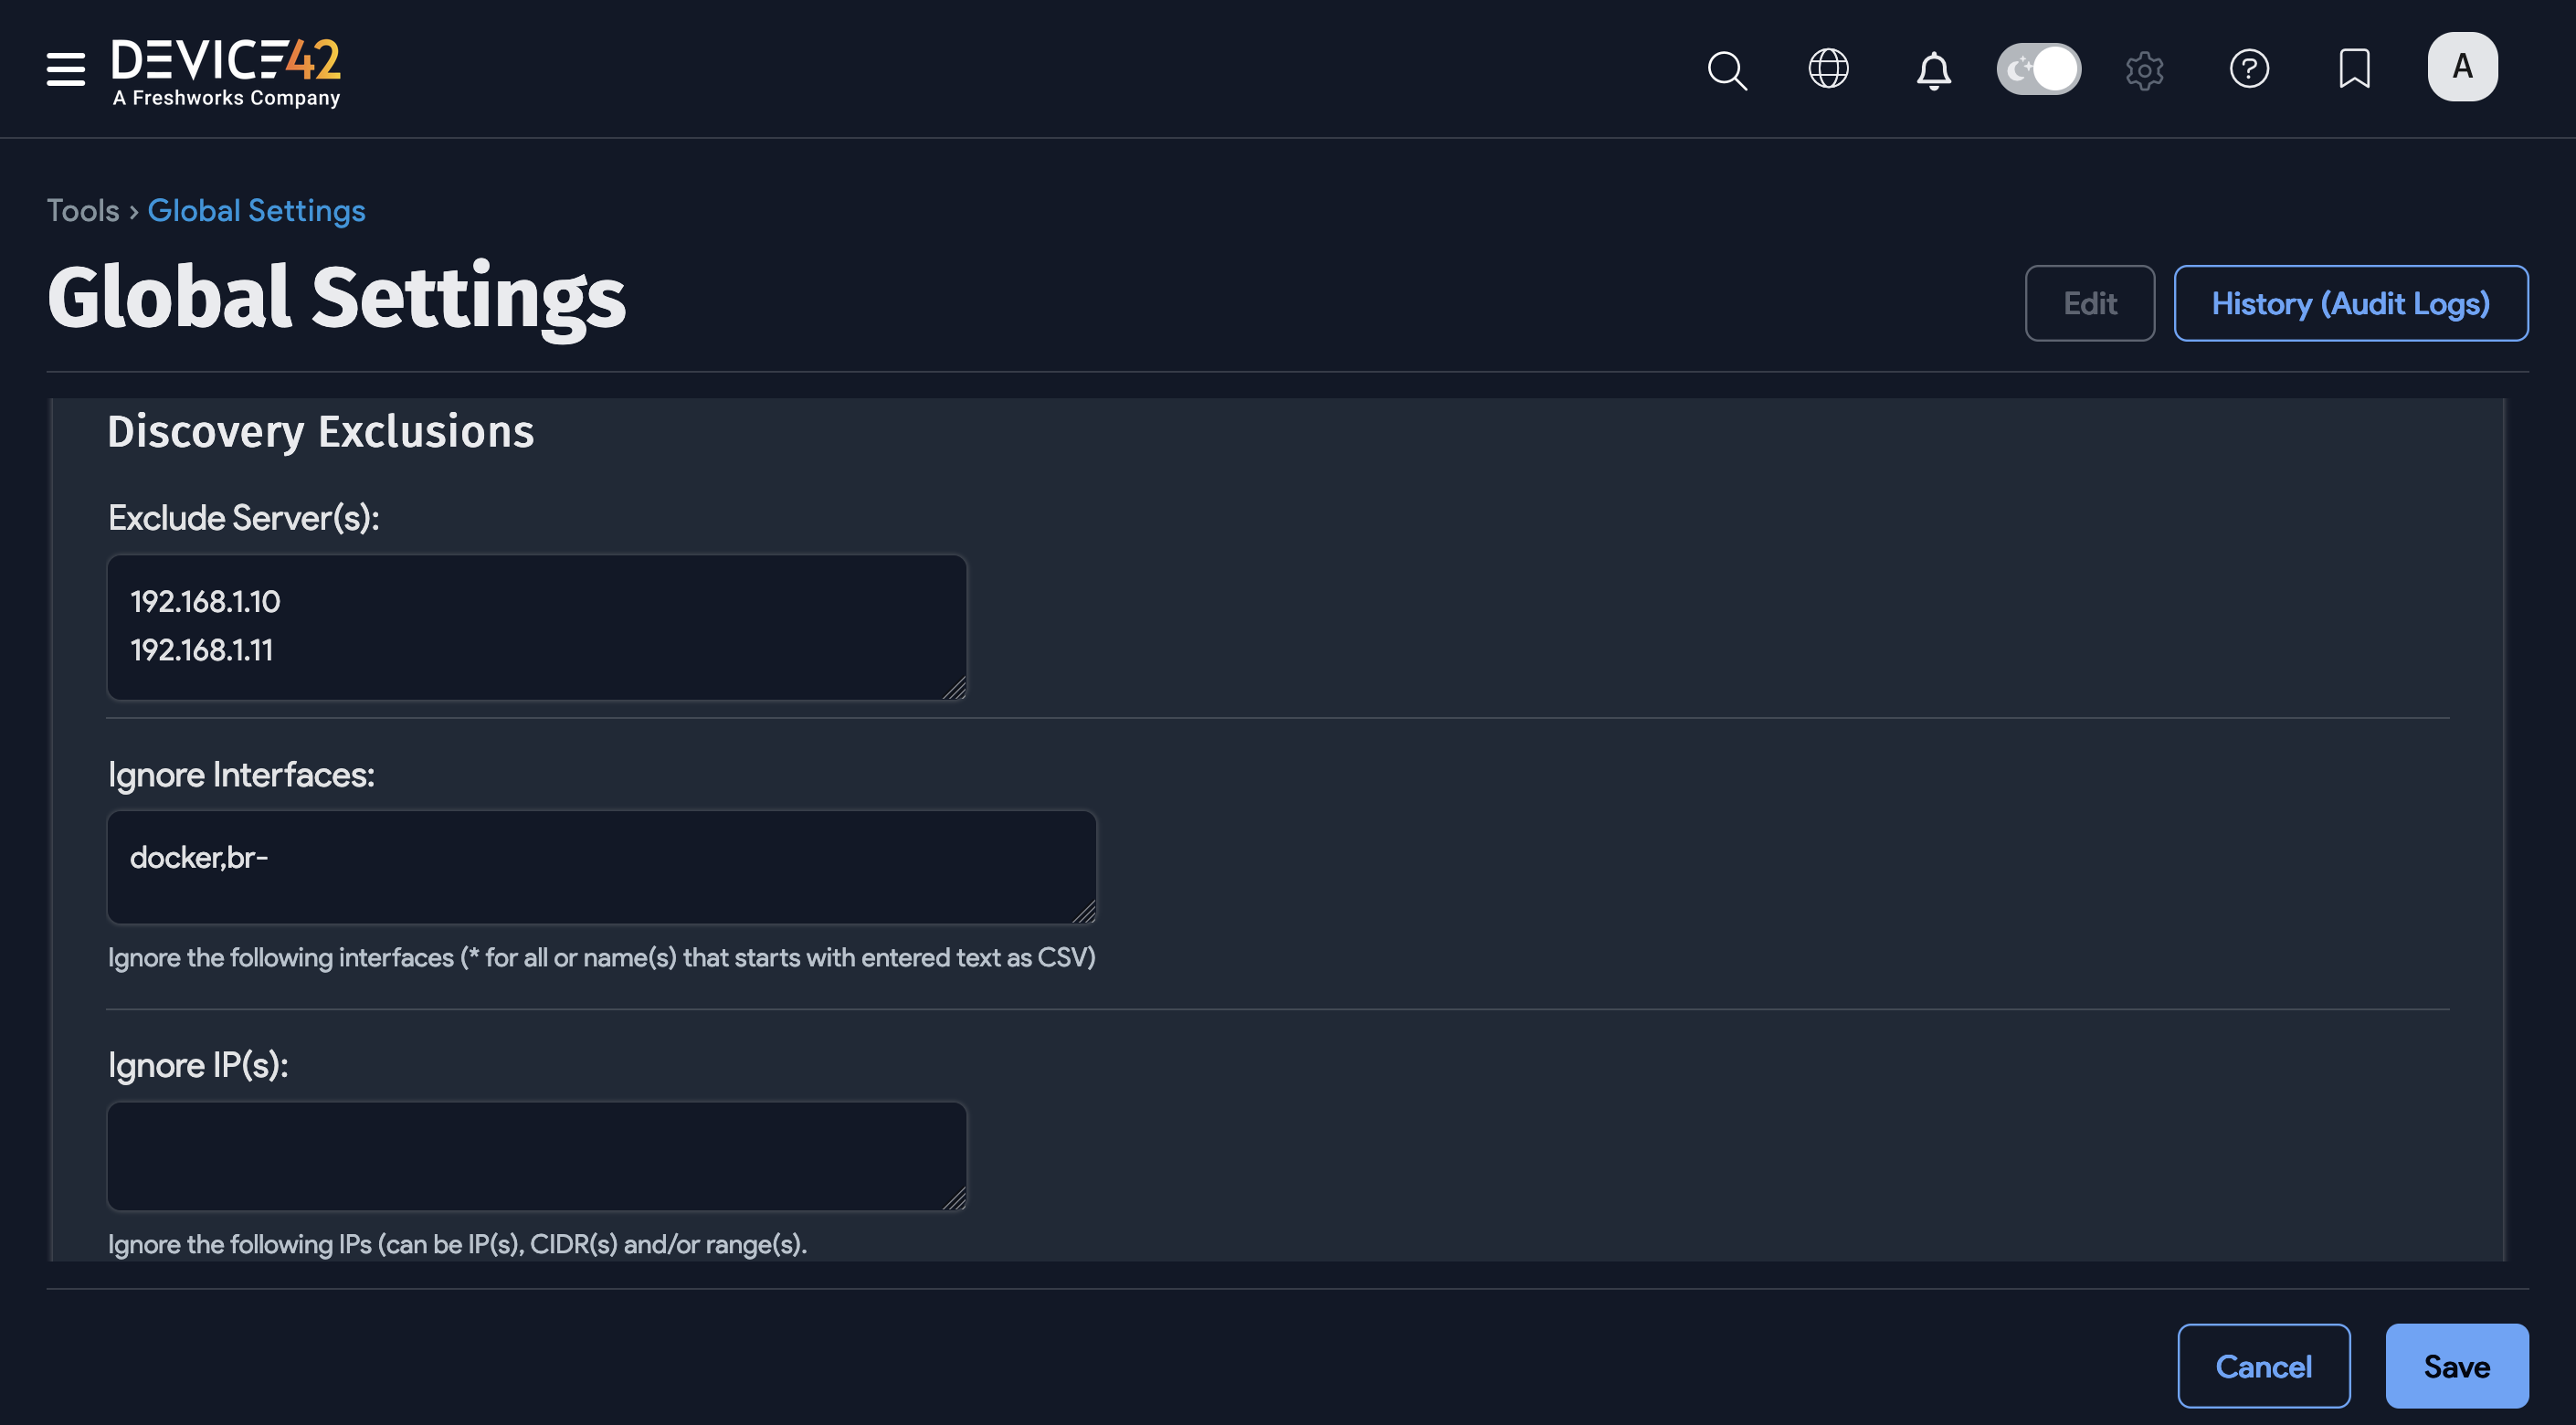 DEVICE42
A Freshworks Company
A
Tools › Global Settings
Global Settings
Edit
History (Audit Logs)
Discovery Exclusions
Exclude Server(s):
192.168.1.10
192.168.1.11
Ignore Interfaces:
docker,br-
Ignore the following interfaces (* for all or name(s) that starts with entered text as CSV)
Ignore IP(s):
Ignore the following IPs (can be IP(s), CIDR(s) and/or range(s).
Cancel
Save